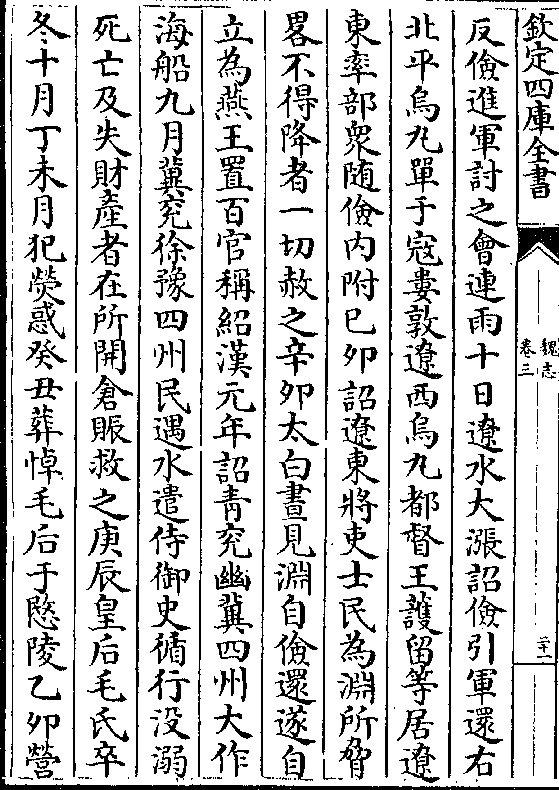 欽定四庫全書
魏志
卷三
二十一
反儉進軍討之會連雨十日遼水大漲詔儉引軍還右
北平烏丸單于寇婁敦遼西烏丸都督王護留等居遼
東率部衆隨儉内附已夘詔遼東將吏士民為淵所脅
畧不得降者一切赦之辛夘太白晝見淵自儉還遂自
立為燕王置百官稱紹漢元年詔青兖幽冀四州大作
海船九月冀兖徐豫四州民遇水遣侍御史循行没溺
死亡及失財產者在所開倉賑救之庚辰皇后毛氏卒
冬十月丁未月犯熒惑癸丑葬悼毛后于愍陵乙夘營